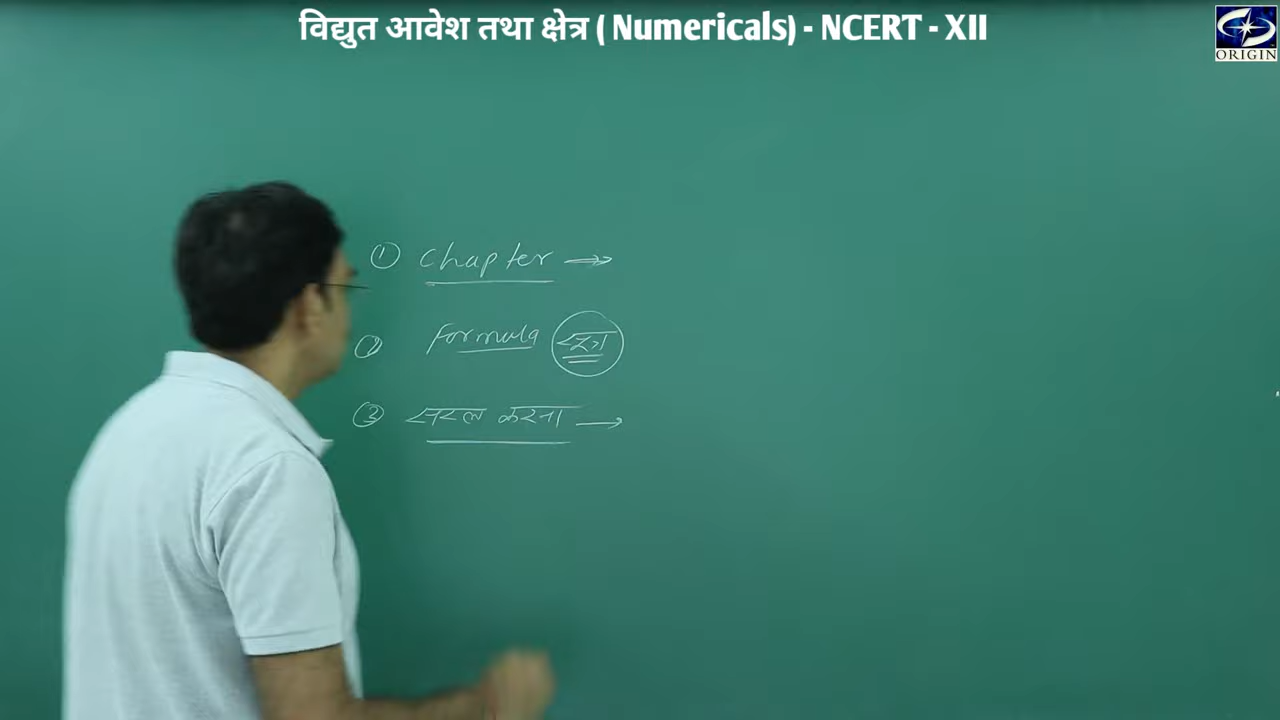 विद्युत आवेश तथा क्षेत्र ( Numericals) - NCERT - XII
ORIGIN
① Chapter →
② Formula सूत्र
③ सरल करना →